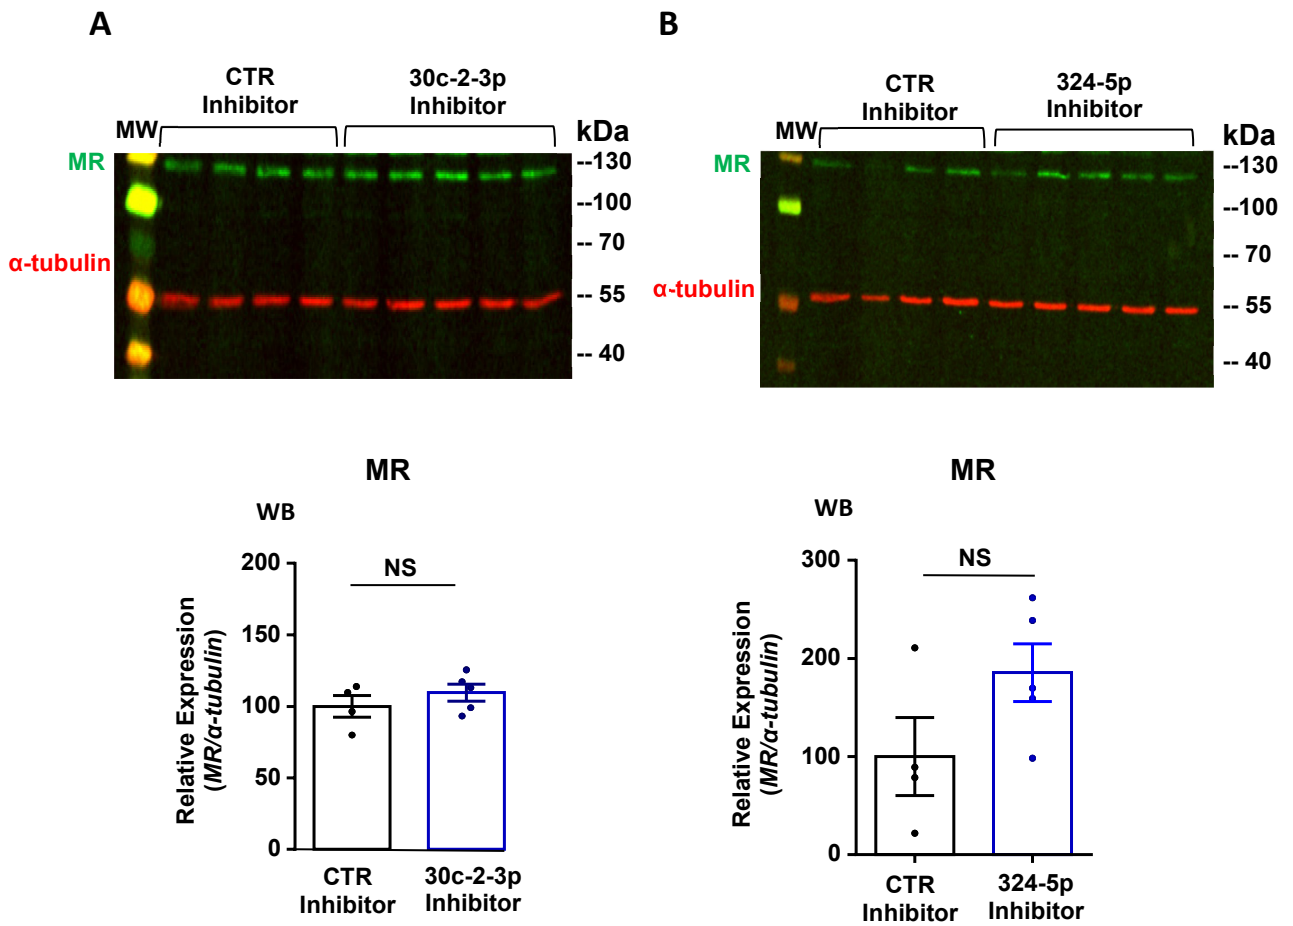 A
CTR
Inhibitor
30c-2-3p
Inhibitor
MW
kDa
MR
--130
--100
-- 70
α-tubulin
-- 55
-- 40
MR
WB
Relative Expression
(MR/α-tubulin)
200
150
100
50
0
NS
CTR
Inhibitor
30c-2-3p
Inhibitor
B
CTR
Inhibitor
324-5p
Inhibitor
MW
kDa
MR
--130
--100
-- 70
α-tubulin
-- 55
-- 40
MR
WB
Relative Expression
(MR/α-tubulin)
300
200
100
0
NS
CTR
Inhibitor
324-5p
Inhibitor